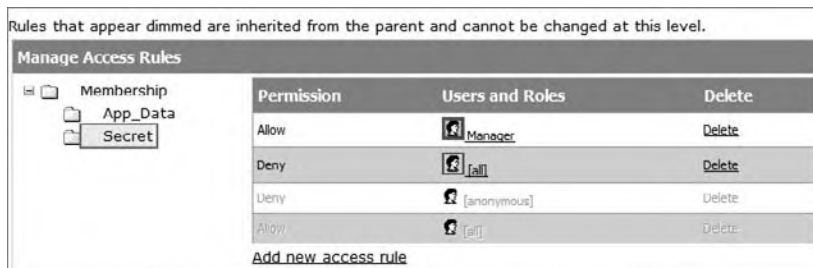 Rules that appear dimmed are inherited from the parent and cannot be changed at this level.
Manage Access Rules
Membership
App_Data
Secret
Permission Users and Roles Delete
Allow Manager Delete
Deny [all] Delete
Deny [anonymous] Delete
Allow [all] Delete
Add new access rule